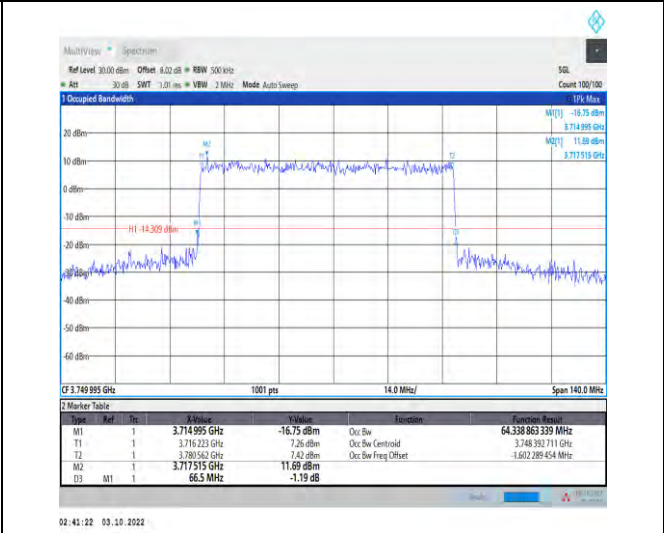 MultiView Spectrum
Ref Level 30.00 dBm Offset 8.02 dB RBW 500 kHz SGL
Att 30 dB SWT 1.01 ms VBW 2 MHz Mode Auto Sweep Count 100/100
1 Occupied Bandwidth 1Pk Max
M1[1] -16.75 dBm
3.714 995 GHz
M2[1] 11.69 dBm
3.717 515 GHz
20 dBm
M2
T1 T2
10 dBm
0 dBm
-10 dBm
H1 -14.309 dBm M1
D3
-20 dBm
-30 dBm
-40 dBm
-50 dBm
-60 dBm
CF 3.749 995 GHz 1001 pts 14.0 MHz/ Span 140.0 MHz
2 Marker Table
Type Ref Trc X-Value Y-Value Function Function Result
M1 1 3.714 995 GHz -16.75 dBm Occ Bw 64.338 863 339 MHz
T1 1 3.716 223 GHz 7.26 dBm Occ Bw Centroid 3.748 392 711 GHz
T2 1 3.780 562 GHz 7.42 dBm Occ Bw Freq Offset -1.602 289 454 MHz
M2 1 3.717 515 GHz 11.69 dBm
D3 M1 1 66.5 MHz -1.19 dB
Ready
02:41:22 03.10.2022